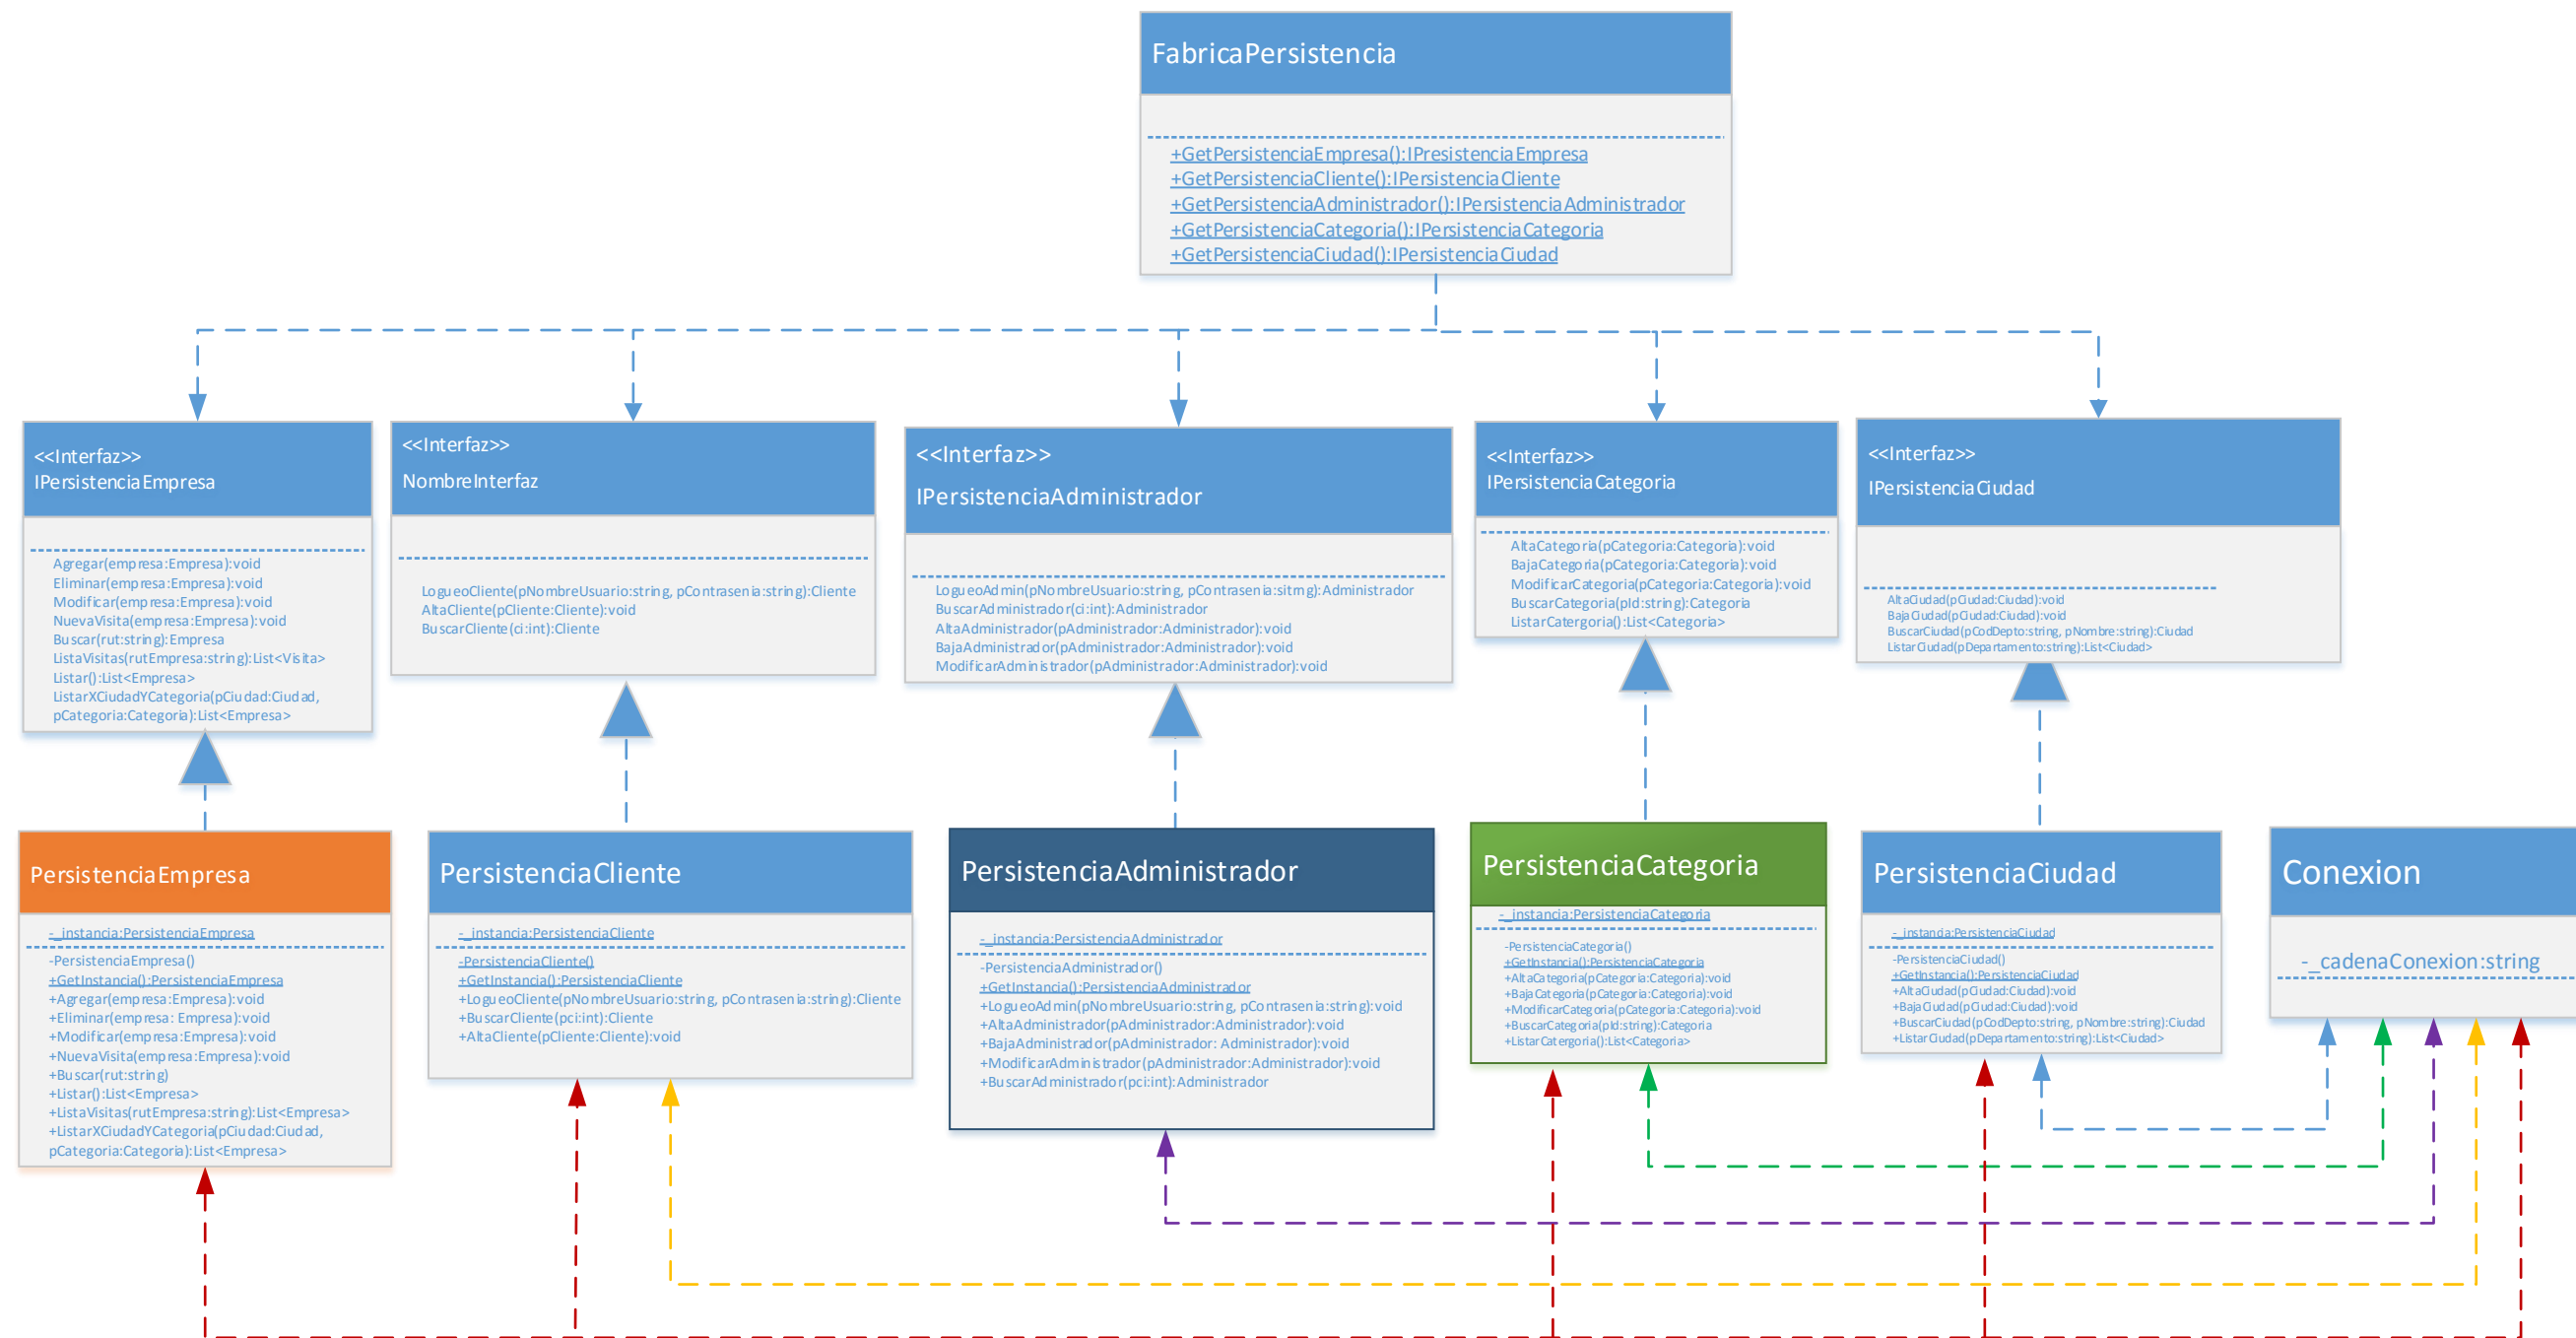 FabricaPersistencia
+GetPersistenciaEmpresa():IPresistenciaEmpresa
+GetPersistenciaCliente():IPersistenciaCliente
+GetPersistenciaAdministrador():IPersistenciaAdministrador
+GetPersistenciaCategoria():IPersistenciaCategoria
+GetPersistenciaCiudad():IPersistenciaCiudad
<<Interfaz>>
IPersistenciaEmpresa
Agregar(empresa:Empresa):void
Eliminar(empresa:Empresa):void
Modificar(empresa:Empresa):void
NuevaVisita(empresa:Empresa):void
Buscar(rut:string):Empresa
ListaVisitas(rutEmpresa:string):List<Visita>
Listar():List<Empresa>
ListarXCiudadYCategoria(pCiudad:Ciudad,
pCategoria:Categoria):List<Empresa>
<<Interfaz>>
NombreInterfaz
LogueoCliente(pNombreUsuario:string, pContrasenia:string):Cliente
AltaCliente(pCliente:Cliente):void
BuscarCliente(ci:int):Cliente
<<Interfaz>>
IPersistenciaAdministrador
LogueoAdmin(pNombreUsuario:string, pContrasenia:sitrng):Administrador
BuscarAdministrador(ci:int):Administrador
AltaAdministrador(pAdministrador:Administrador):void
BajaAdministrador(pAdministrador:Administrador):void
ModificarAdministrador(pAdministrador:Administrador):void
<<Interfaz>>
IPersistenciaCategoria
AltaCategoria(pCategoria:Categoria):void
BajaCategoria(pCategoria:Categoria):void
ModificarCategoria(pCategoria:Categoria):void
BuscarCategoria(pId:string):Categoria
ListarCatergoria():List<Categoria>
<<Interfaz>>
IPersistenciaCiudad
AltaCiudad(pCiudad:Ciudad):void
BajaCiudad(pCiudad:Ciudad):void
BuscarCiudad(pCodDepto:string, pNombre:string):Ciudad
ListarCiudad(pDepartamento:string):List<Ciudad>
PersistenciaEmpresa
-_instancia:PersistenciaEmpresa
-PersistenciaEmpresa()
+GetInstancia():PersistenciaEmpresa
+Agregar(empresa:Empresa):void
+Eliminar(empresa: Empresa):void
+Modificar(empresa:Empresa):void
+NuevaVisita(empresa:Empresa):void
+Buscar(rut:string)
+Listar():List<Empresa>
+ListaVisitas(rutEmpresa:string):List<Empresa>
+ListarXCiudadYCategoria(pCiudad:Ciudad,
pCategoria:Categoria):List<Empresa>
PersistenciaCliente
-_instancia:PersistenciaCliente
-PersistenciaCliente()
+GetInstancia():PersistenciaCliente
+LogueoCliente(pNombreUsuario:string, pContrasenia:string):Cliente
+BuscarCliente(pci:int):Cliente
+AltaCliente(pCliente:Cliente):void
PersistenciaAdministrador
-_instancia:PersistenciaAdministrador
-PersistenciaAdministrador()
+GetInstancia():PersistenciaAdministrador
+LogueoAdmin(pNombreUsuario:string, pContrasenia:string):void
+AltaAdministrador(pAdministrador:Administrador):void
+BajaAdministrador(pAdministrador: Administrador):void
+ModificarAdministrador(pAdministrador:Administrador):void
+BuscarAdministrador(pci:int):Administrador
PersistenciaCategoria
-_instancia:PersistenciaCategoria
-PersistenciaCategoria()
+GetInstancia():PersistenciaCategoria
+AltaCategoria(pCategoria:Categoria):void
+BajaCategoria(pCategoria:Categoria):void
+ModificarCategoria(pCategoria:Categoria):void
+BuscarCategoria(pId:string):Categoria
+ListarCatergoria():List<Categoria>
PersistenciaCiudad
-_instancia:PersistenciaCiudad
-PersistenciaCiudad()
+GetInstancia():PersistenciaCiudad
+AltaCiudad(pCiudad:Ciudad):void
+BajaCiudad(pCiudad:Ciudad):void
+BuscarCiudad(pCodDepto:string, pNombre:string):Ciudad
+ListarCiudad(pDepartamento:string):List<Ciudad>
Conexion
-_cadenaConexion:string